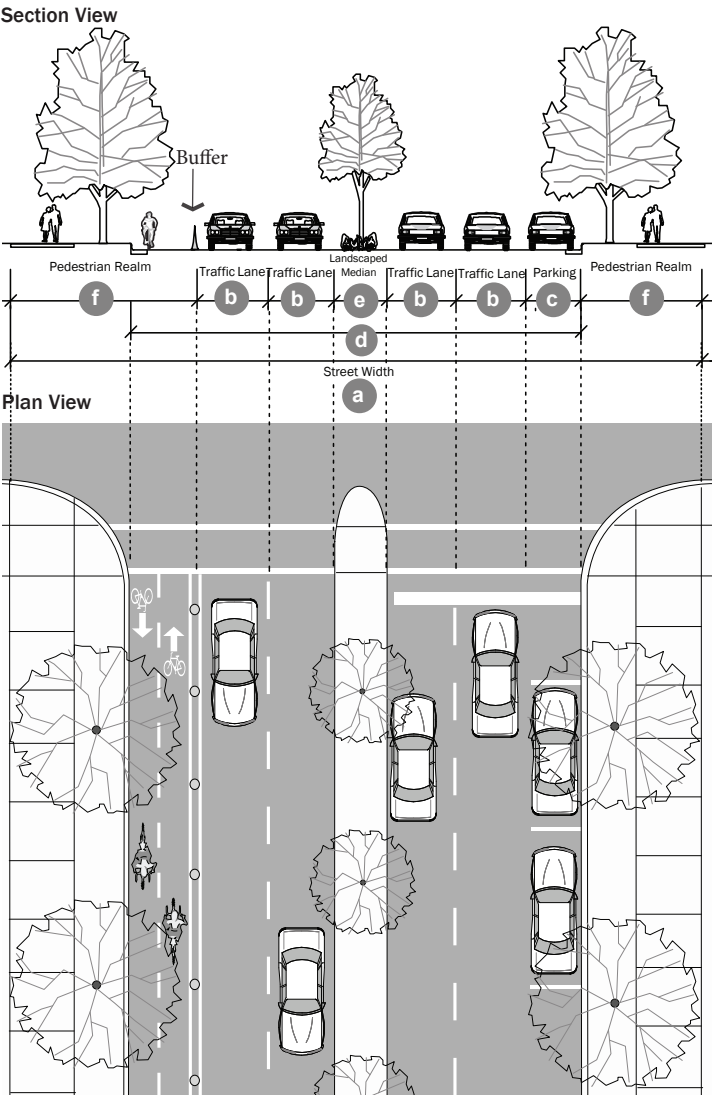 Section View
Buffer
Landscaped
Pedestrian Realm
Traffic Lane
Traffic Lane
Median
Traffic Lane
Traffic Lane
Parking
Pedestrian Realm
f
b
b
e
b
b
c
f
d
Street Width
a
Plan View